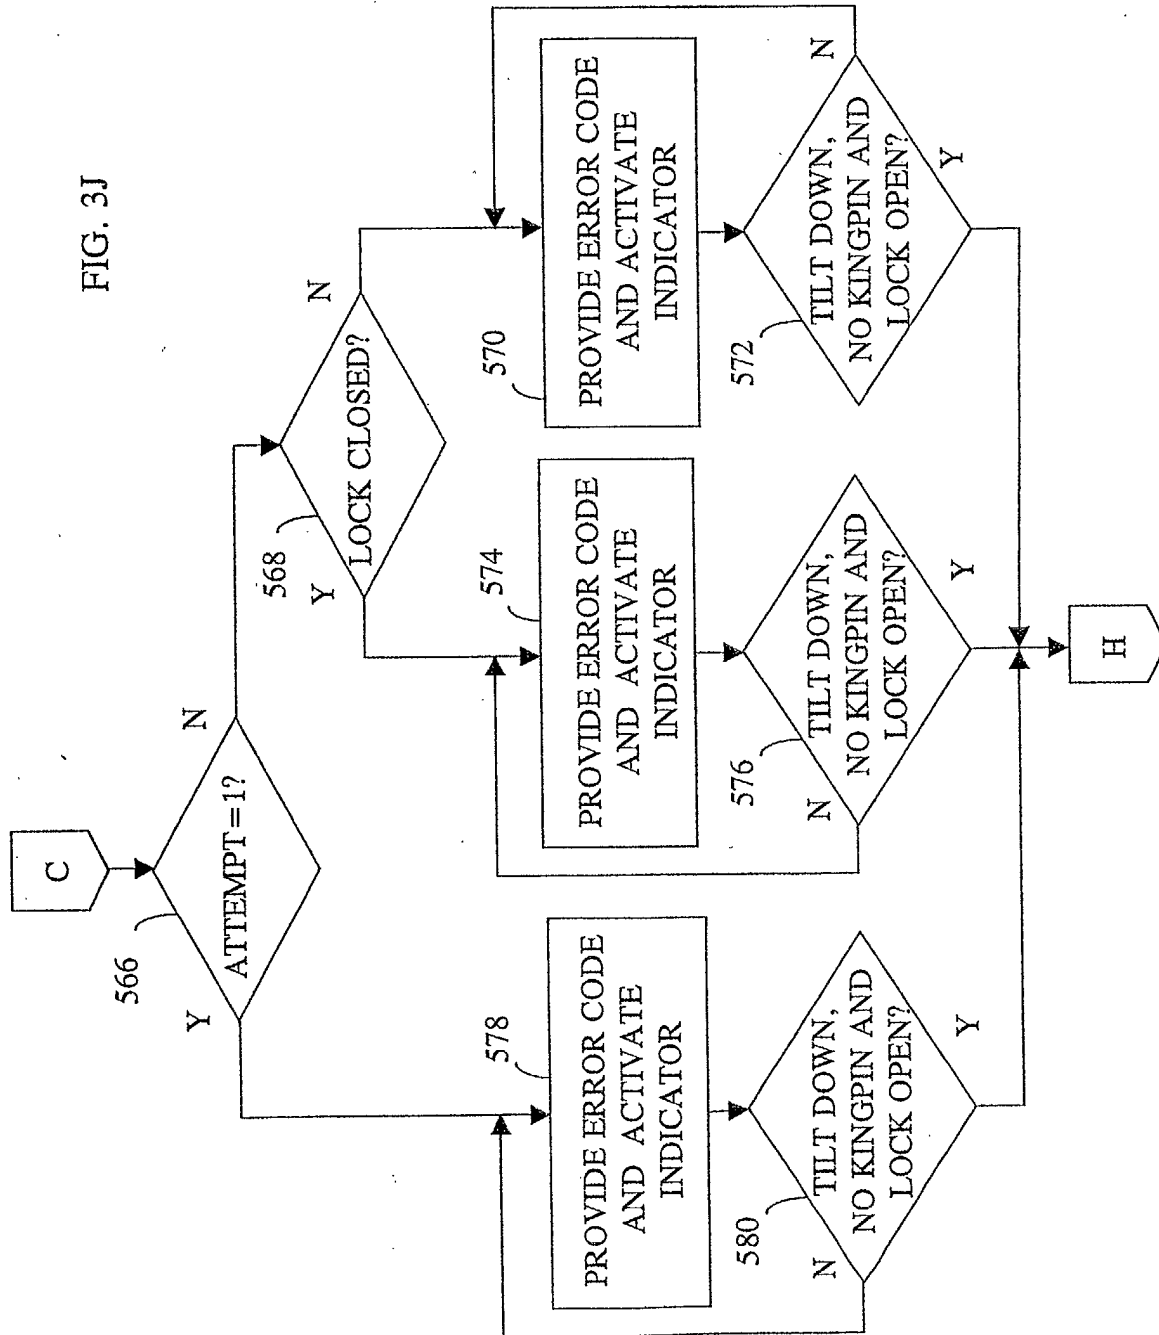 FIG. 3J
C
566
ATTEMPT=1?
Y
N
568
LOCK CLOSED?
Y
N
578
PROVIDE ERROR CODE
AND ACTIVATE
INDICATOR
574
PROVIDE ERROR CODE
AND ACTIVATE
INDICATOR
570
PROVIDE ERROR CODE
AND ACTIVATE
INDICATOR
580
TILT DOWN,
NO KINGPIN AND
LOCK OPEN?
N
Y
576
TILT DOWN,
NO KINGPIN AND
LOCK OPEN?
N
Y
572
TILT DOWN,
NO KINGPIN AND
LOCK OPEN?
N
Y
H